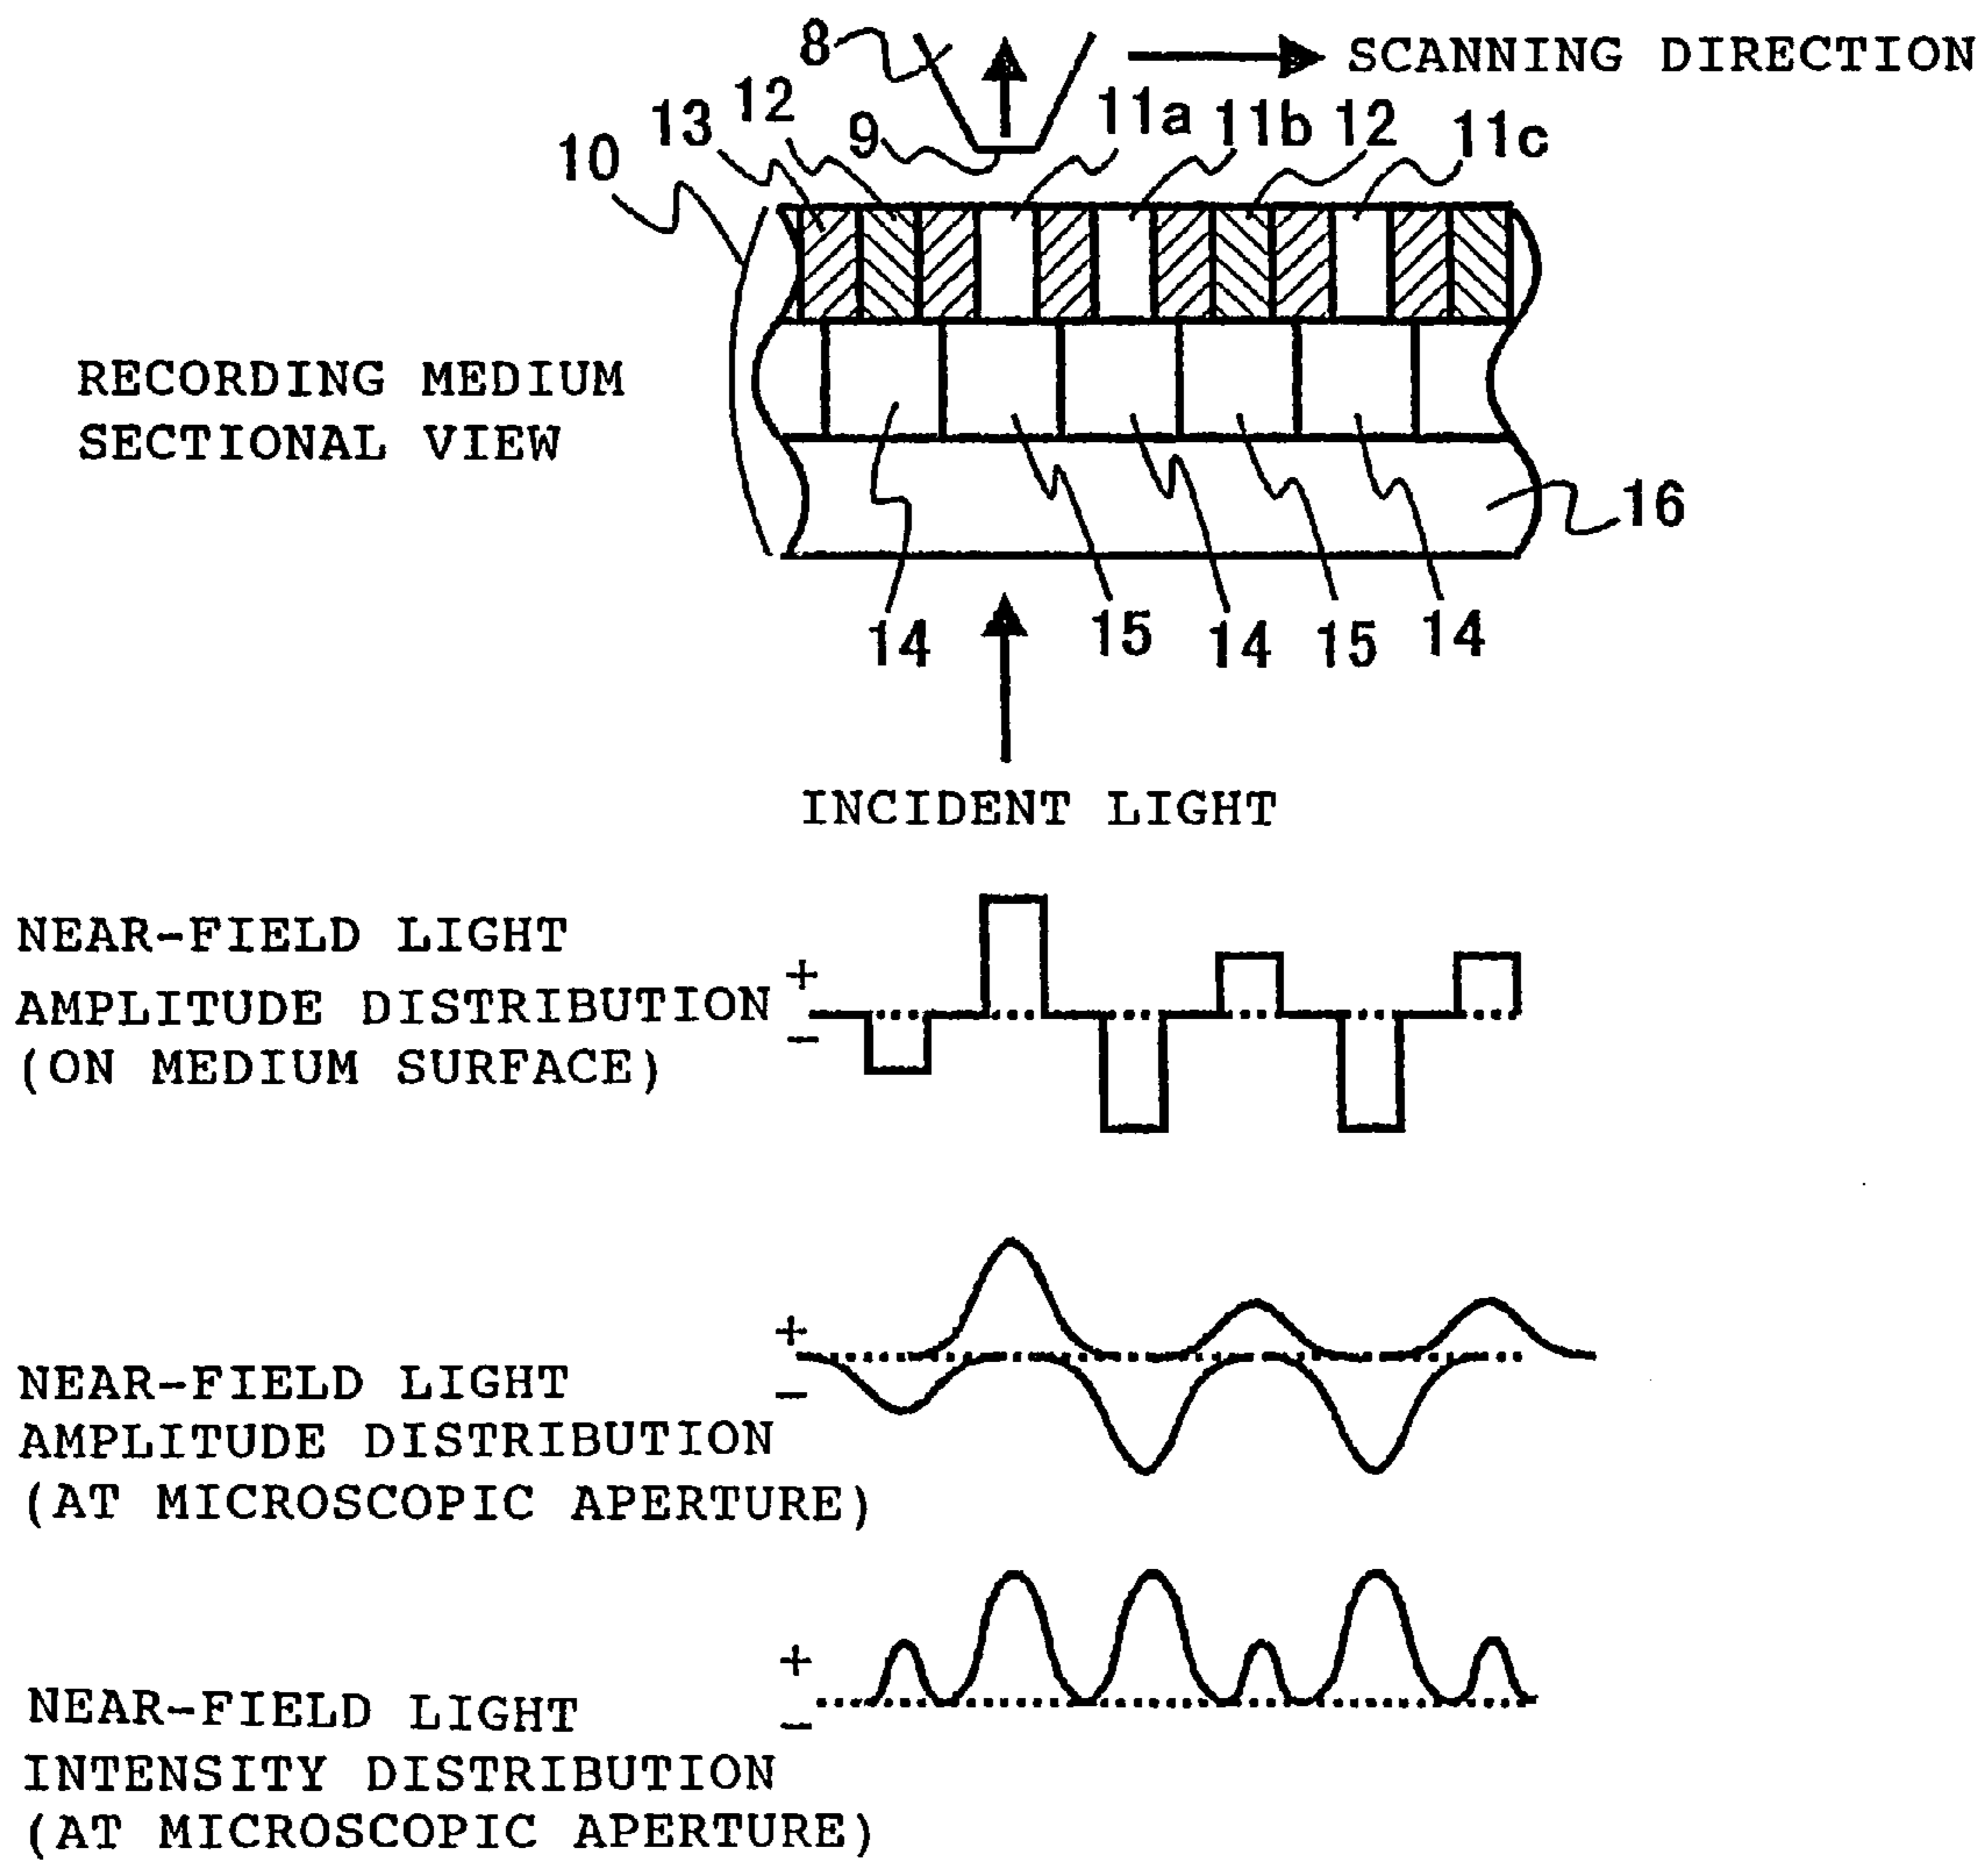 8
SCANNING DIRECTION
12
13
9
11a
11b
12
11c
10
RECORDING MEDIUM
SECTIONAL VIEW
16
14
15
14
15
14
INCIDENT LIGHT
NEAR-FIELD LIGHT
AMPLITUDE DISTRIBUTION
(ON MEDIUM SURFACE)
+
−
NEAR-FIELD LIGHT
AMPLITUDE DISTRIBUTION
(AT MICROSCOPIC APERTURE)
+
−
NEAR-FIELD LIGHT
INTENSITY DISTRIBUTION
(AT MICROSCOPIC APERTURE)
+
−